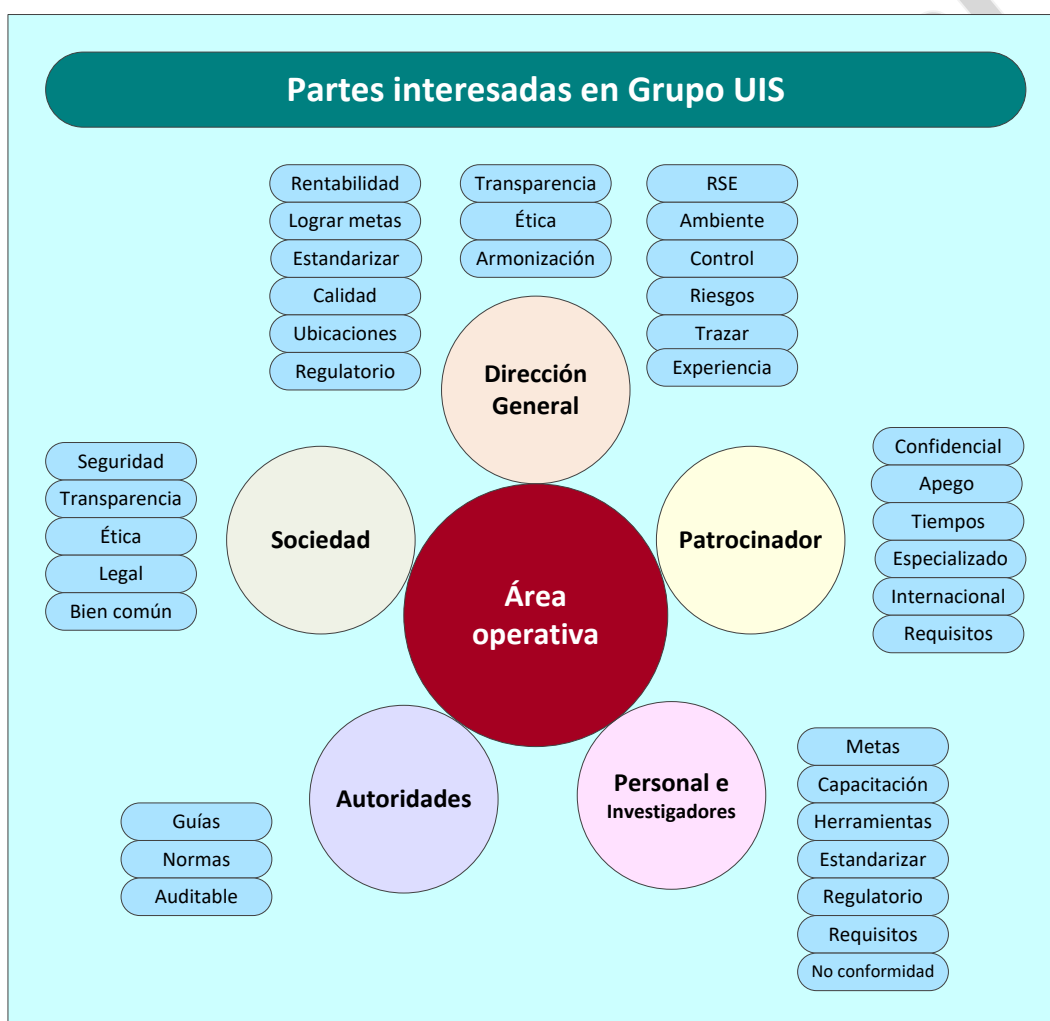 Partes interesadas en Grupo UIS
Rentabilidad
Lograr metas
Estandarizar
Calidad
Ubicaciones
Regulatorio
Transparencia
Ética
Armonización
RSE
Ambiente
Control
Riesgos
Trazar
Experiencia
Dirección
General
Seguridad
Transparencia
Ética
Legal
Bien común
Sociedad
Patrocinador
Confidencial
Apego
Tiempos
Especializado
Internacional
Requisitos
Área
operativa
Autoridades
Guías
Normas
Auditable
Personal e
Investigadores
Metas
Capacitación
Herramientas
Estandarizar
Regulatorio
Requisitos
No conformidad